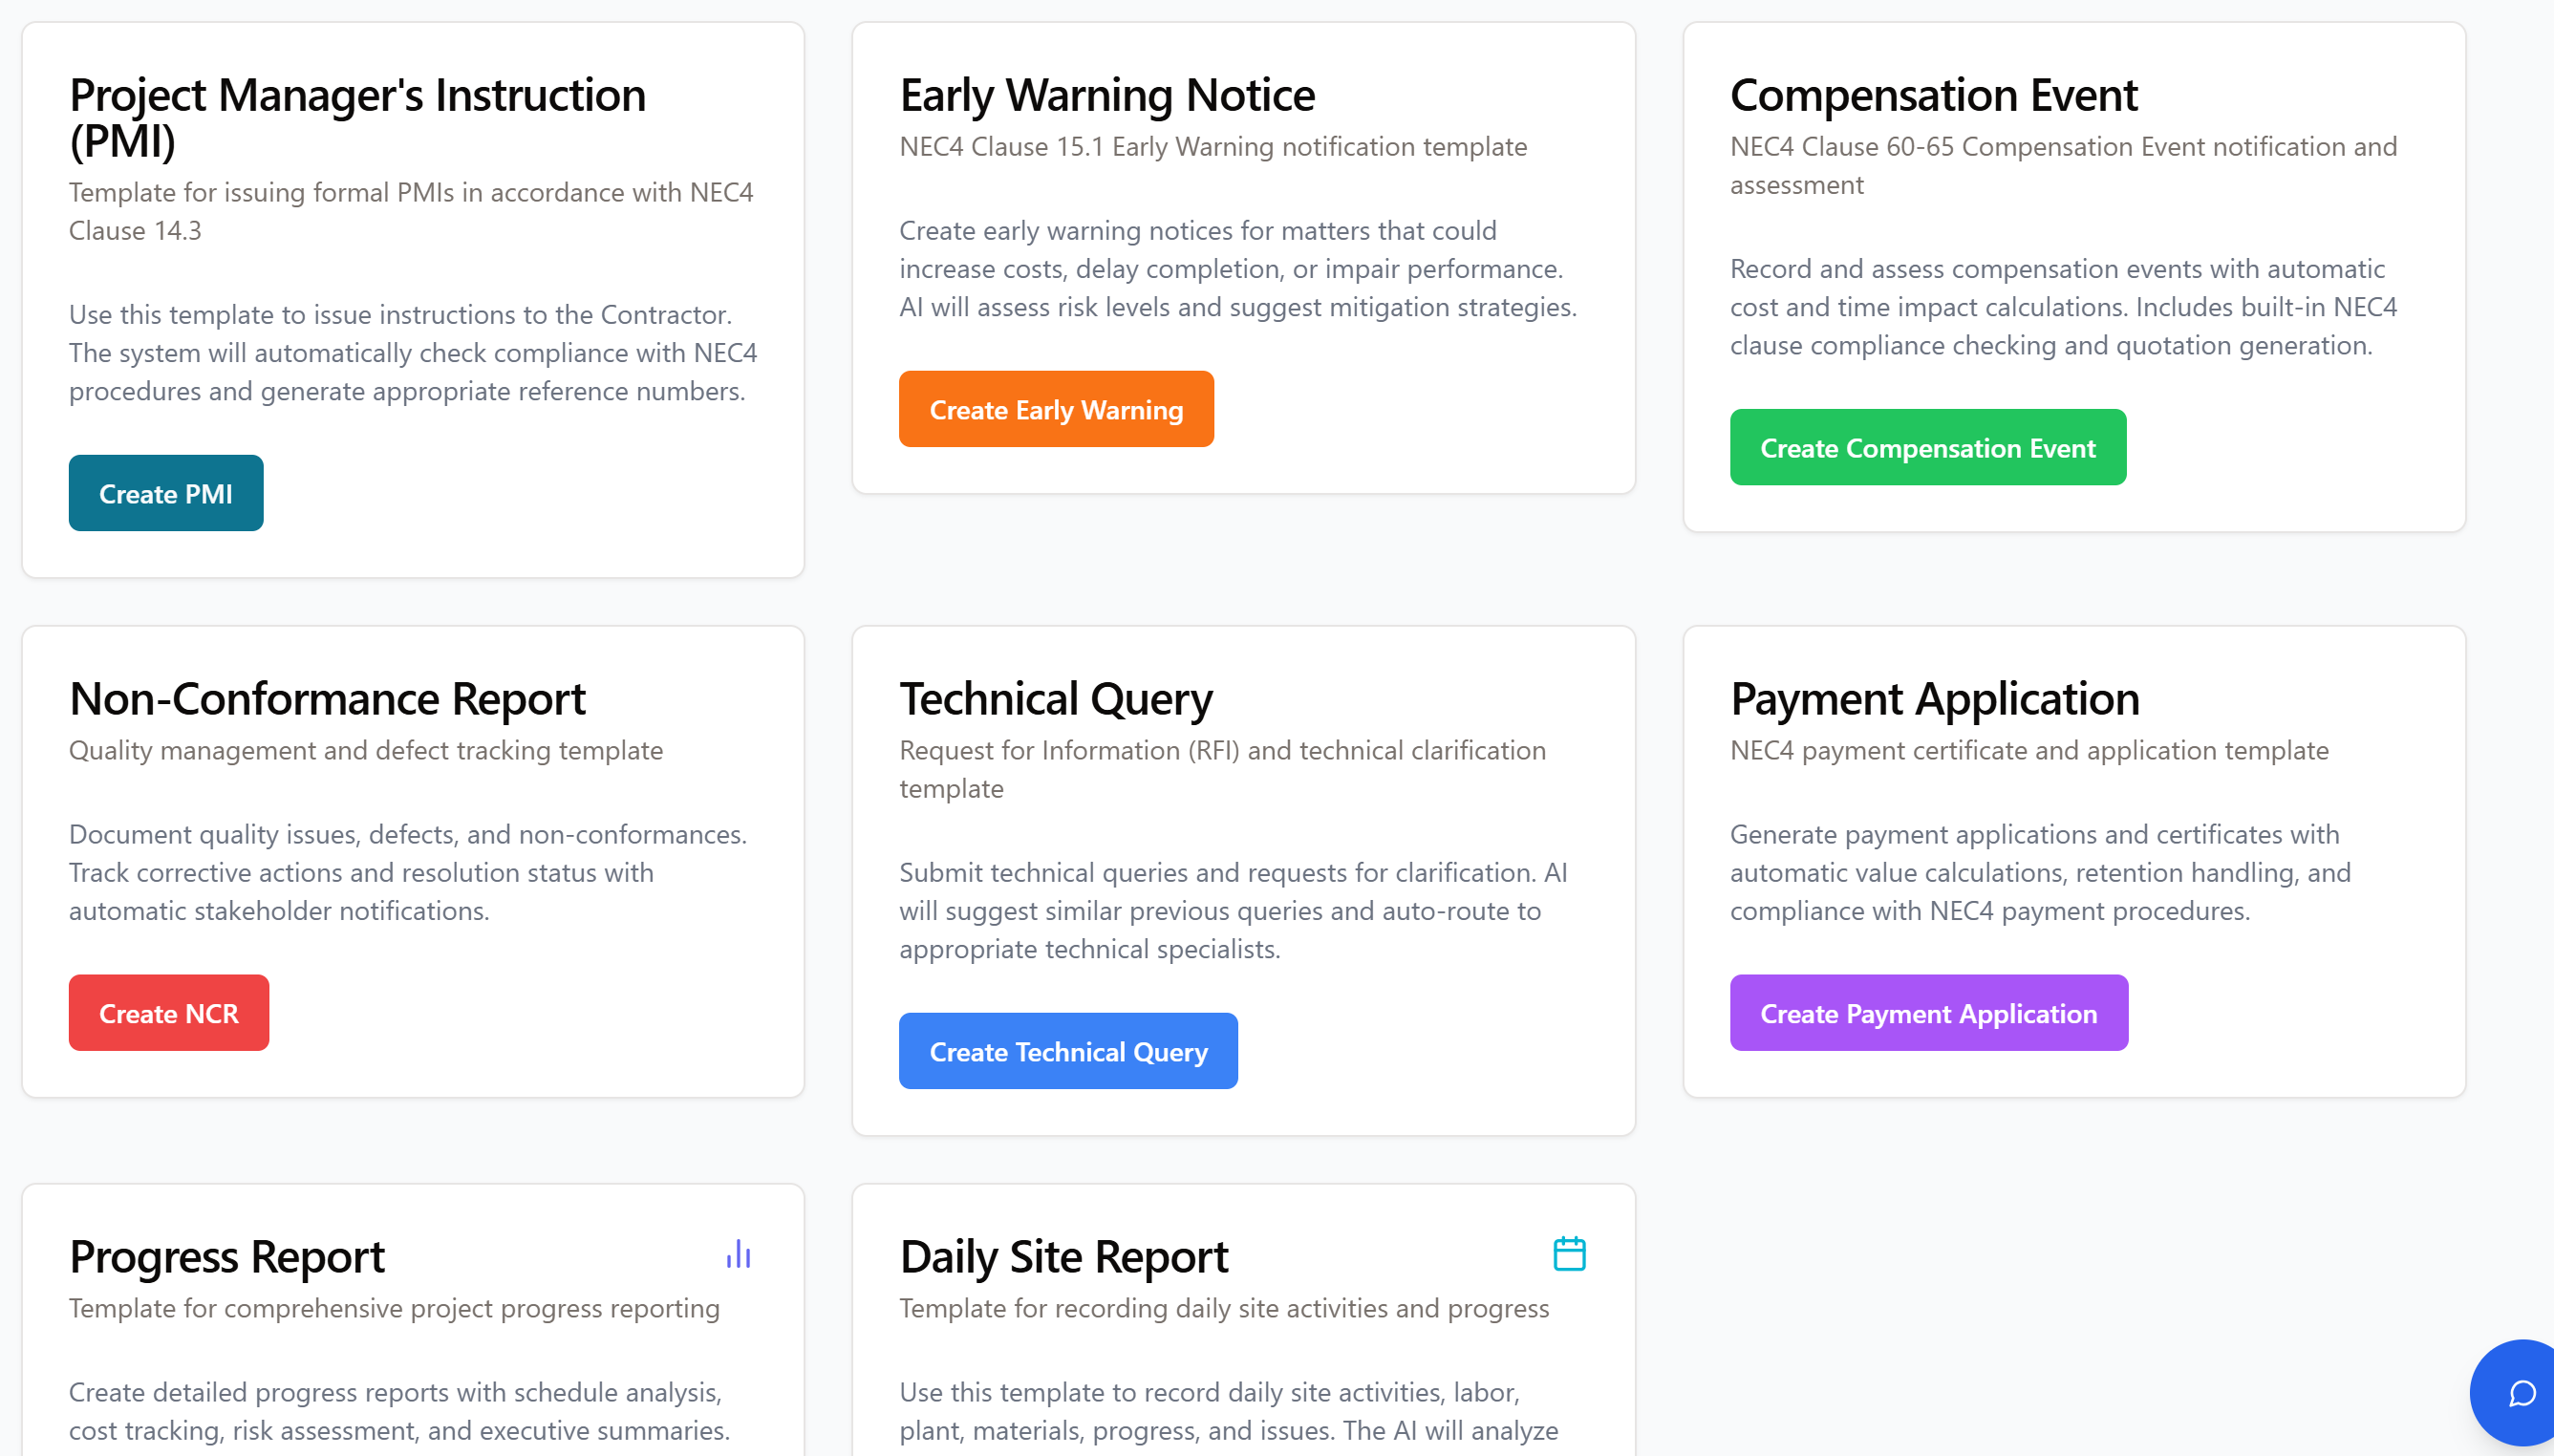 Project Manager's Instruction
(PMI)
Template for issuing formal PMIs in accordance with NEC4
Clause 14.3
Use this template to issue instructions to the Contractor.
The system will automatically check compliance with NEC4
procedures and generate appropriate reference numbers.
Create PMI
Early Warning Notice
NEC4 Clause 15.1 Early Warning notification template
Create early warning notices for matters that could
increase costs, delay completion, or impair performance.
AI will assess risk levels and suggest mitigation strategies.
Create Early Warning
Compensation Event
NEC4 Clause 60-65 Compensation Event notification and
assessment
Record and assess compensation events with automatic
cost and time impact calculations. Includes built-in NEC4
clause compliance checking and quotation generation.
Create Compensation Event
Non-Conformance Report
Quality management and defect tracking template
Document quality issues, defects, and non-conformances.
Track corrective actions and resolution status with
automatic stakeholder notifications.
Create NCR
Technical Query
Request for Information (RFI) and technical clarification
template
Submit technical queries and requests for clarification. AI
will suggest similar previous queries and auto-route to
appropriate technical specialists.
Create Technical Query
Payment Application
NEC4 payment certificate and application template
Generate payment applications and certificates with
automatic value calculations, retention handling, and
compliance with NEC4 payment procedures.
Create Payment Application
Progress Report
Template for comprehensive project progress reporting
Create detailed progress reports with schedule analysis,
cost tracking, risk assessment, and executive summaries.
Daily Site Report
Template for recording daily site activities and progress
Use this template to record daily site activities, labor,
plant, materials, progress, and issues. The AI will analyze